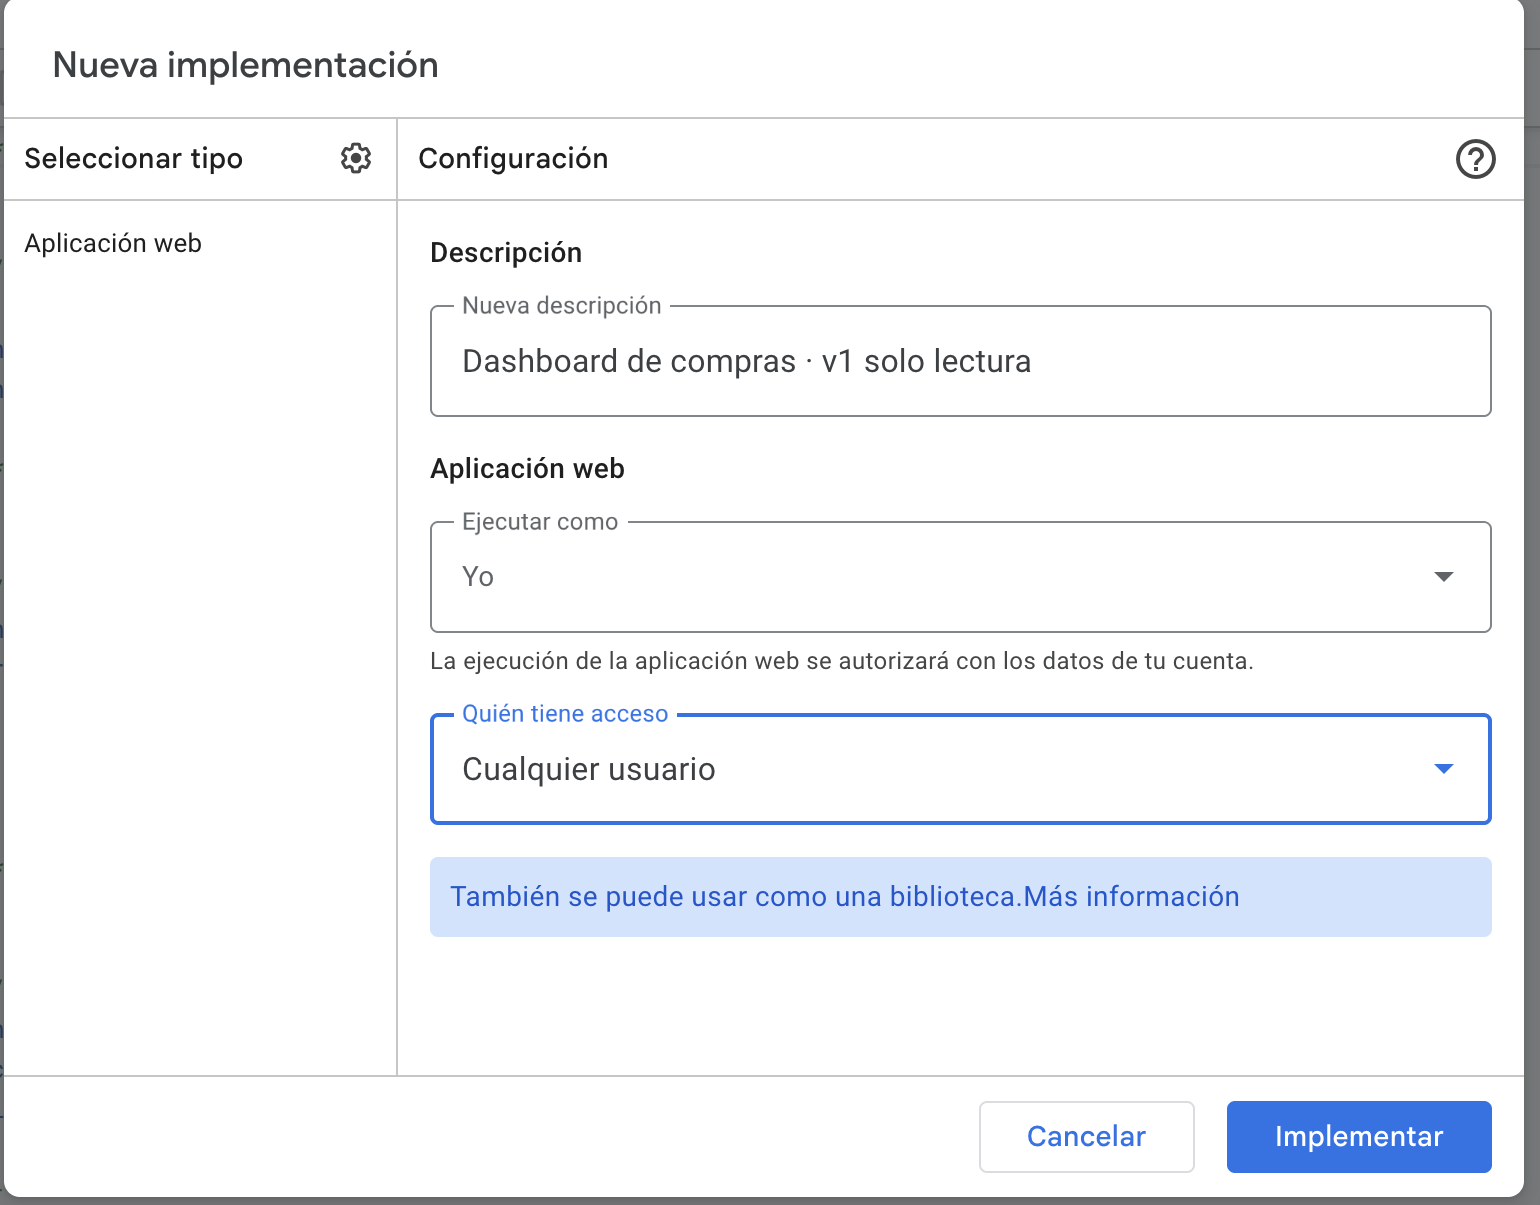 Nueva implementación
Seleccionar tipo
Configuración
Aplicación web
Descripción
Nueva descripción
Dashboard de compras · v1 solo lectura
Aplicación web
Ejecutar como
Yo
La ejecución de la aplicación web se autorizará con los datos de tu cuenta.
Quién tiene acceso
Cualquier usuario
También se puede usar como una biblioteca.Más información
Cancelar
Implementar